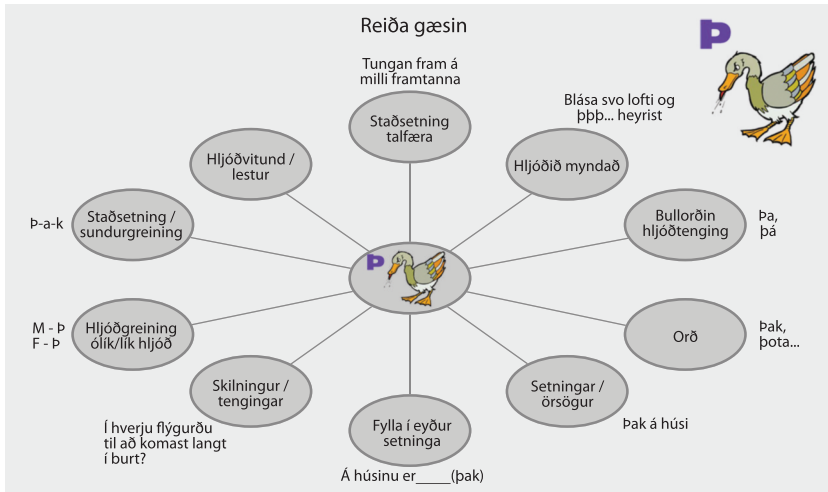 Reiða gæsin
Þ
Tungan fram á
milli framtanna
Staðsetning
talfæra
Blása svo lofti og
þþþ... heyrist
Hljóðið myndað
Bullorðin
hljóðtenging
Þa,
þá
Orð
Þak,
þota...
Setningar /
örsögur
Þak á húsi
Fylla í eyður
setninga
Á húsinu er____(þak)
Skilningur /
tengingar
Í hverju flýgurðu
til að komast langt
í burt?
Hljóðgreining
ólík/lík hljóð
M - Þ
F - Þ
Staðsetning /
sundurgreining
Þ-a-k
Hljóðvitund /
lestur
Þ